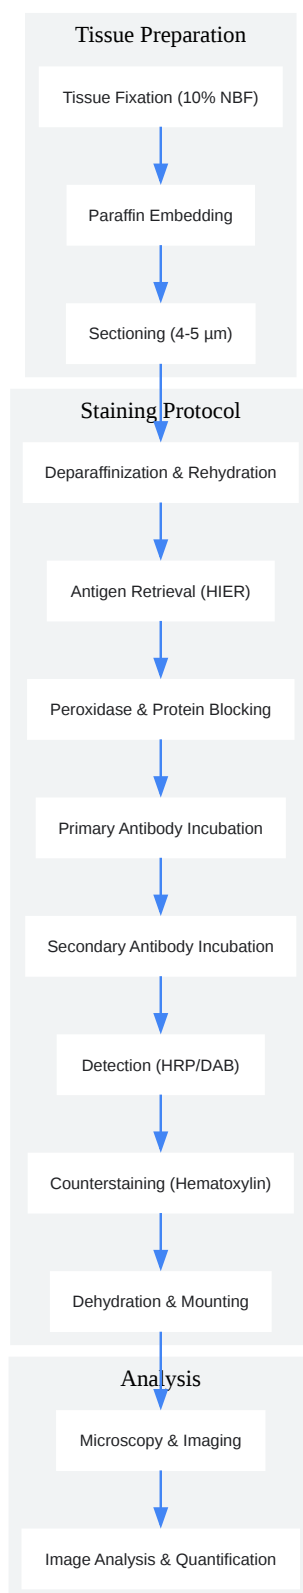 Tissue Preparation
Tissue Fixation (10% NBF)
Paraffin Embedding
Sectioning (4-5 µm)
Staining Protocol
Deparaffinization & Rehydration
Antigen Retrieval (HIER)
Peroxidase & Protein Blocking
Primary Antibody Incubation
Secondary Antibody Incubation
Detection (HRP/DAB)
Counterstaining (Hematoxylin)
Dehydration & Mounting
Analysis
Microscopy & Imaging
Image Analysis & Quantification